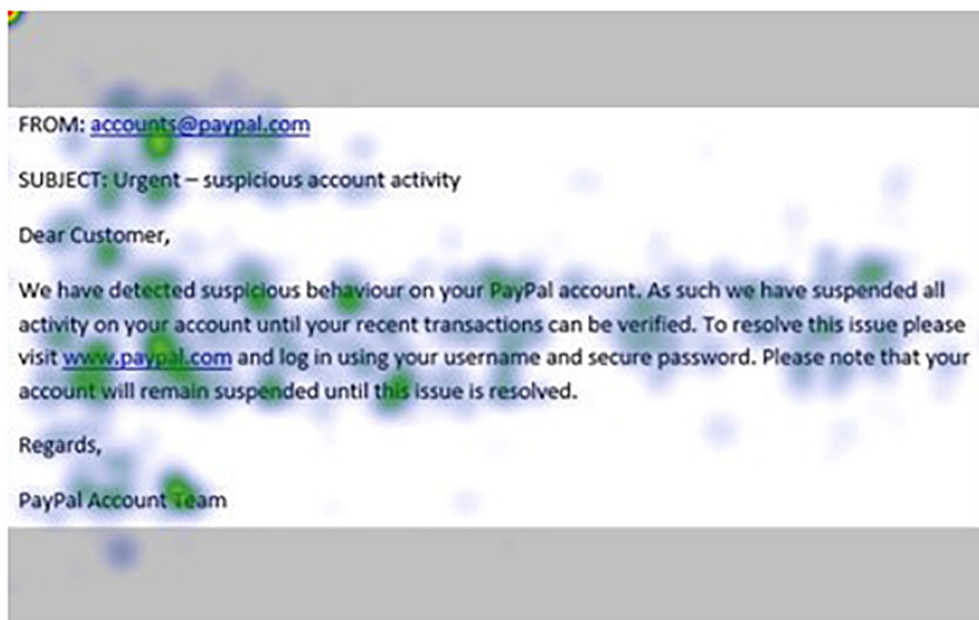 FROM: accounts@paypal.com
SUBJECT: Urgent – suspicious account activity
Dear Customer,
We have detected suspicious behaviour on your PayPal account. As such we have suspended all
activity on your account until your recent transactions can be verified. To resolve this issue please
visit www.paypal.com and log in using your username and secure password. Please note that your
account will remain suspended until this issue is resolved.
Regards,
PayPal Account Team